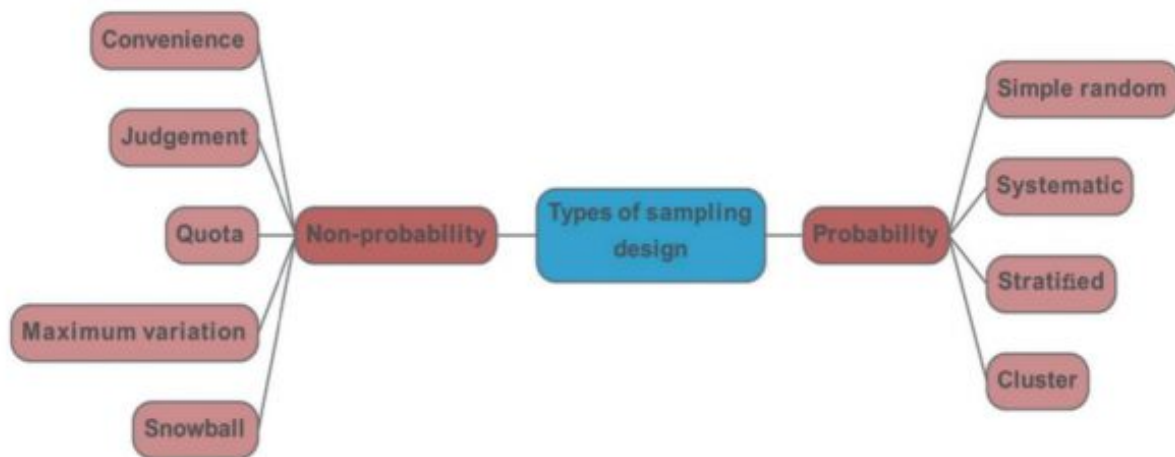 Convenience
Judgement
Quota
Maximum variation
Snowball
Non-probability
Types of sampling
design
Probability
Simple random
Systematic
Stratified
Cluster